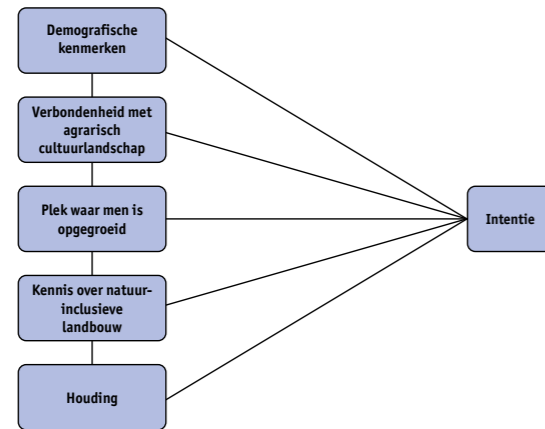 Demografische
kenmerken
Verbondenheid met
agrarisch
cultuurlandschap
Plek waar men is
opgegroeid
Intentie
Kennis over natuur-
inclusieve
landbouw
Houding